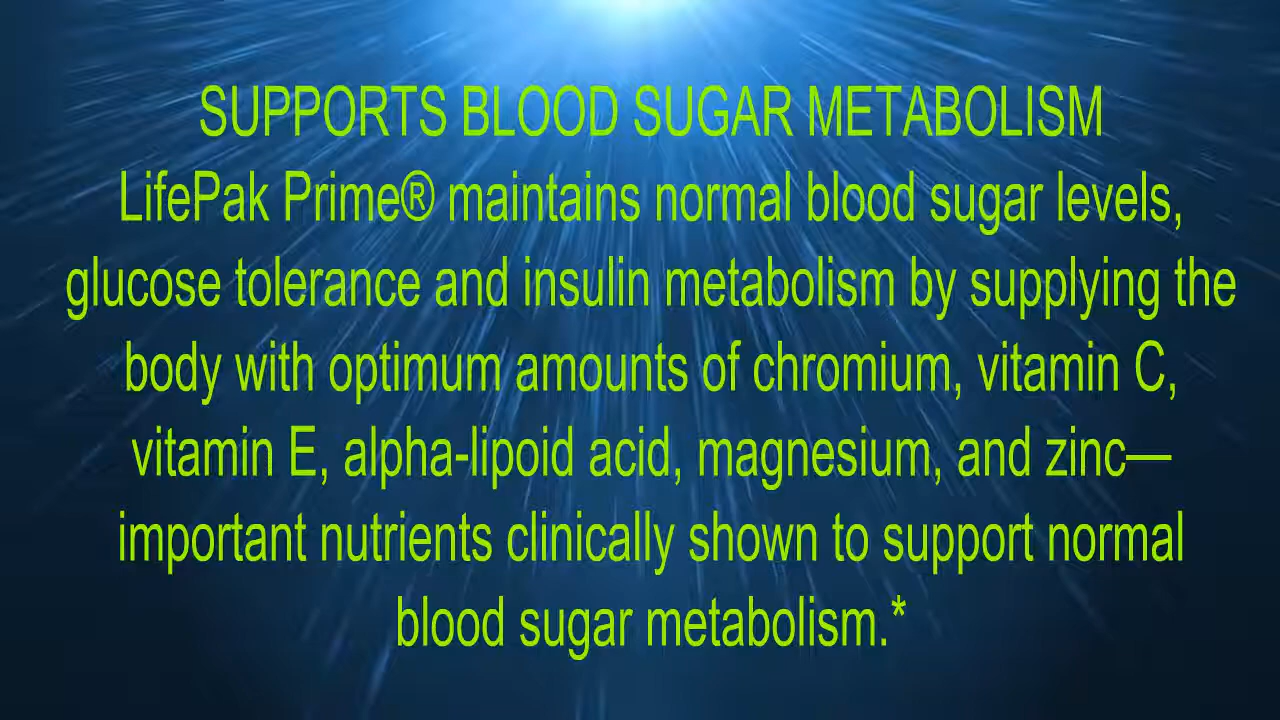 SUPPORTS BLOOD SUGAR METABOLISM
LifePak Prime® maintains normal blood sugar levels,
glucose tolerance and insulin metabolism by supplying the
body with optimum amounts of chromium, vitamin C,
vitamin E, alpha-lipoid acid, magnesium, and zinc—
important nutrients clinically shown to support normal
blood sugar metabolism.*